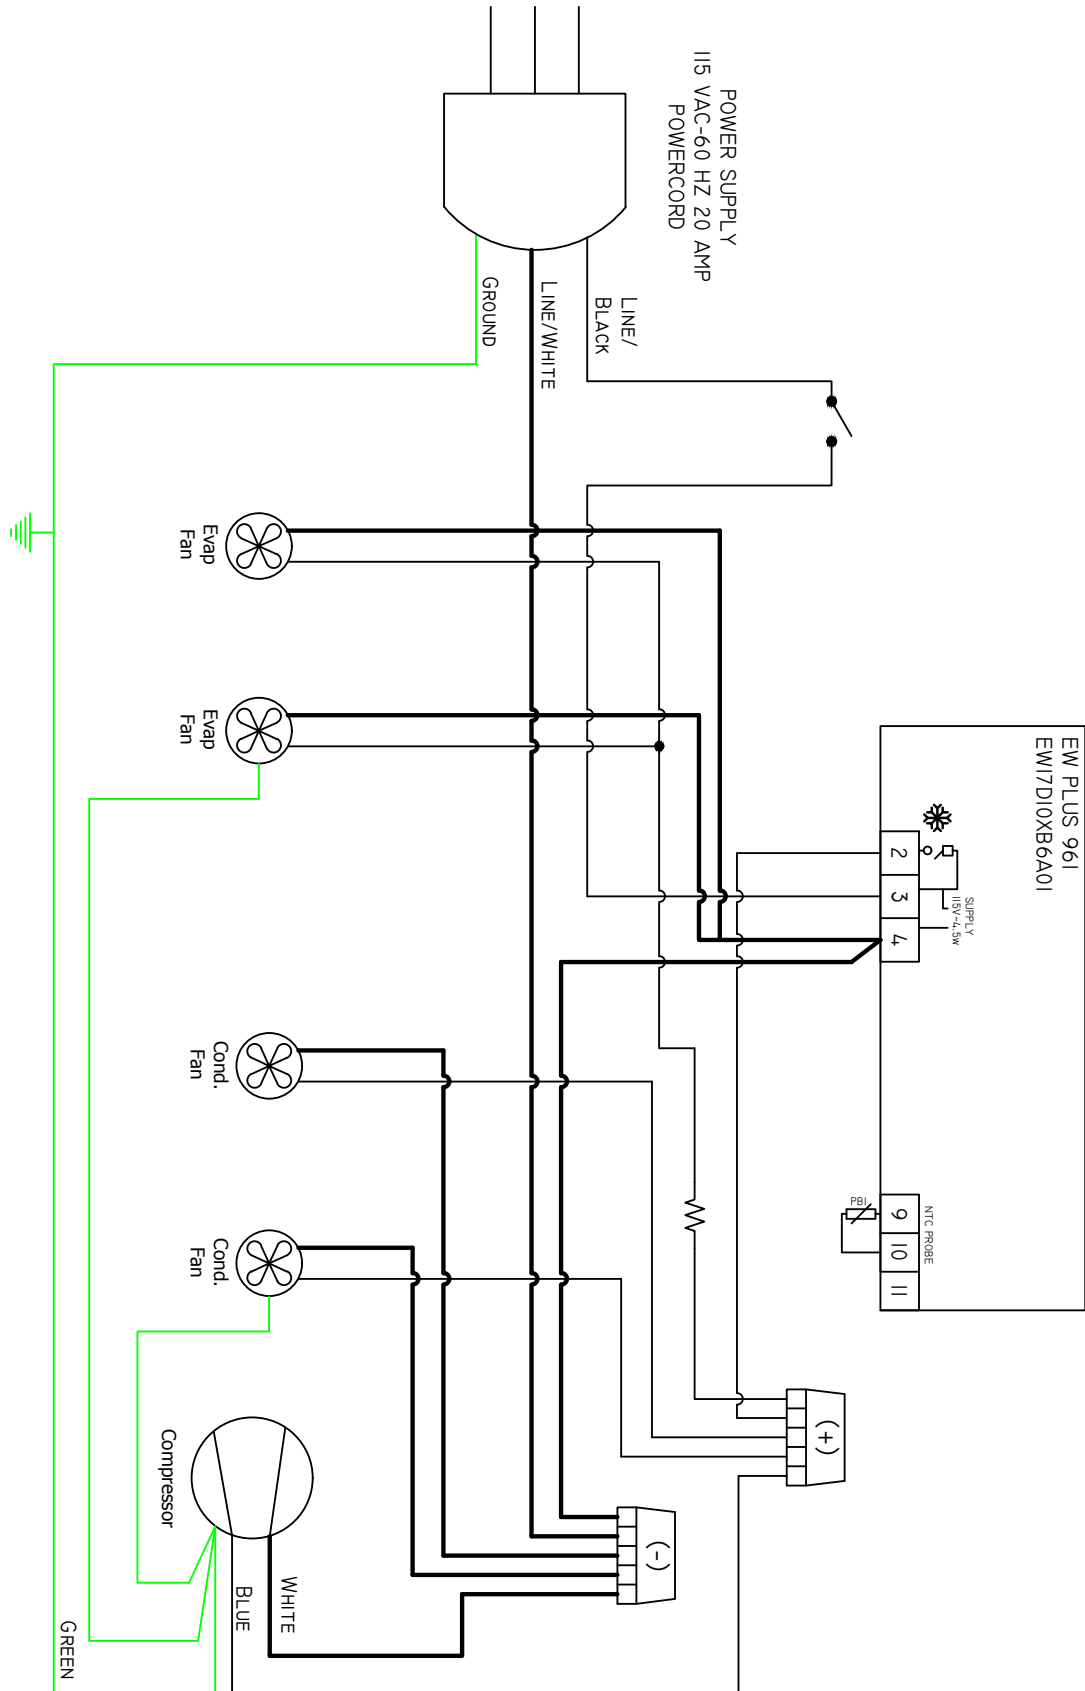 POWER SUPPLY
115 VAC-60 HZ 20 AMP
POWERCORD
LINE/
BLACK
LINE/WHITE
GROUND
Evap
Fan
Evap
Fan
EW PLUS 961
EW17DI0XB6A01
2
3
4
SUPPLY
115V~4.5W
Cond.
Fan
Cond.
Fan
NTC PROBE
PB1
9
10
11
(+)
(-)
Compressor
WHITE
BLUE
GREEN